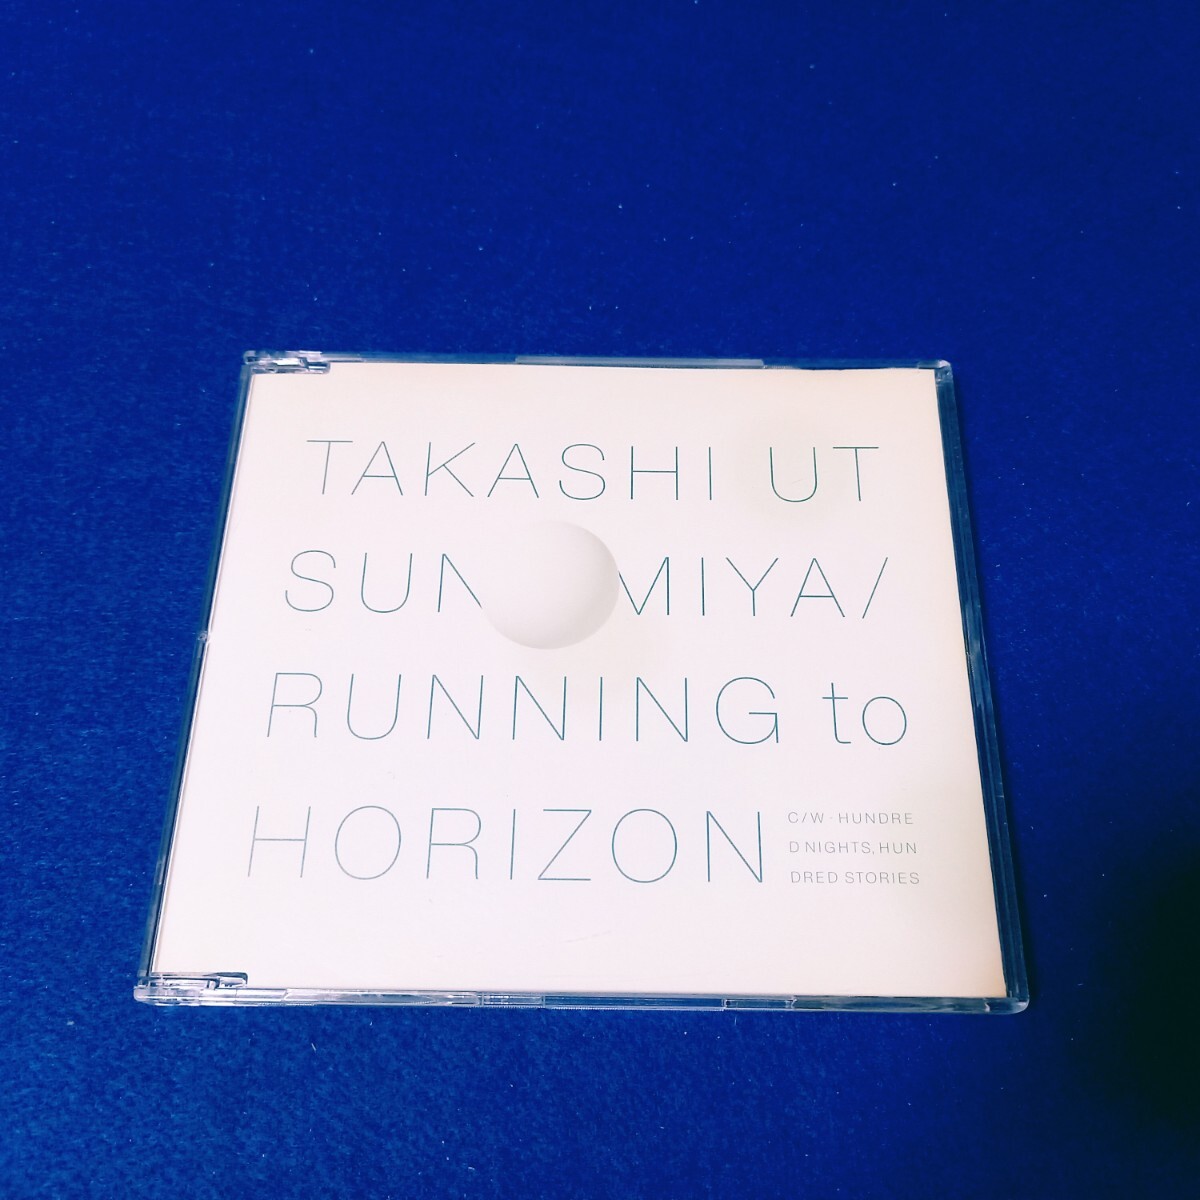 TAKASHI UT
SUN MIYA/
RUNNING to
HORIZON
C/W · HUNDRE
D NIGHTS, HUN
DRED STORIES